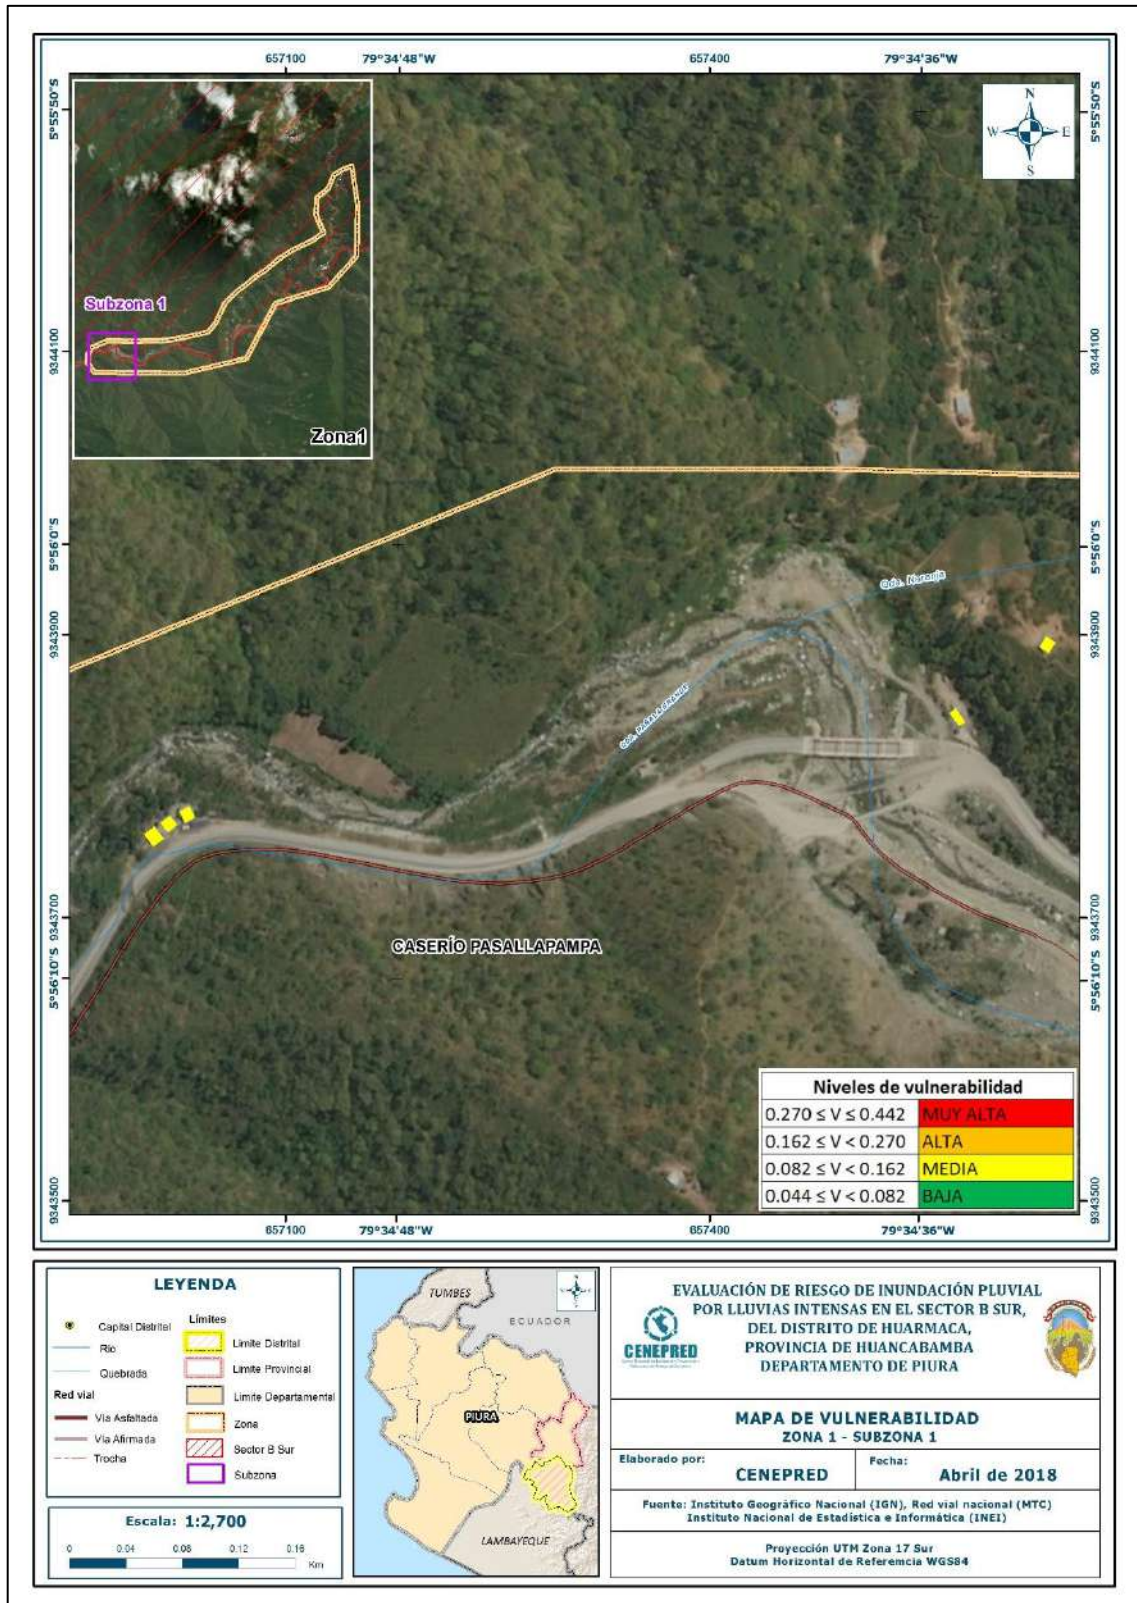 657100
79°34'48"W
657400
79°34'36"W
5°55'50"S
5°55'50"S
N
W
E
S
Subzona 1
Zona1
9344100
9344100
5°56'0"S
5°56'0"S
Qda. Naranja
9343900
9343900
QDA. PAÑALA GRANDE
9343700
9343700
CASERÍO PASALLAPAMPA
5°56'10"S
5°56'10"S
Niveles de vulnerabilidad
0.270 ≤ V ≤ 0.442 MUY ALTA
0.162 ≤ V < 0.270 ALTA
0.082 ≤ V < 0.162 MEDIA
0.044 ≤ V < 0.082 BAJA
9343500
9343500
657100
79°34'48"W
657400
79°34'36"W
LEYENDA
Capital Distrital
Río
Quebrada
Red vial
Vía Asfaltada
Vía Afirmada
Trocha
Límites
Límite Distrital
Límite Provincial
Límite Departamental
Zona
Sector B Sur
Subzona
Escala: 1:2,700
0 0.04 0.08 0.12 0.16
Km
TUMBES
ECUADOR
PIURA
LAMBAYEQUE
EVALUACIÓN DE RIESGO DE INUNDACIÓN PLUVIAL
POR LLUVIAS INTENSAS EN EL SECTOR B SUR,
DEL DISTRITO DE HUARMACA,
PROVINCIA DE HUANCABAMBA
DEPARTAMENTO DE PIURA
CENEPRED
MAPA DE VULNERABILIDAD
ZONA 1 - SUBZONA 1
Elaborado por:
CENEPRED
Fecha:
Abril de 2018
Fuente: Instituto Geográfico Nacional (IGN), Red vial nacional (MTC)
Instituto Nacional de Estadística e Informática (INEI)
Proyección UTM Zona 17 Sur
Datum Horizontal de Referencia WGS84